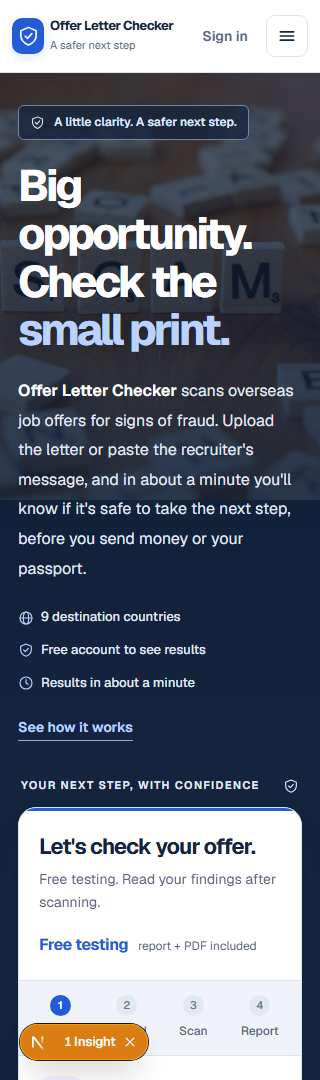 Offer Letter Checker
A safer next step
Sign in
A little clarity. A safer next step.
Big
opportunity.
Check the
small print.
Offer Letter Checker scans overseas
job offers for signs of fraud. Upload
the letter or paste the recruiter's
message, and in about a minute you'll
know if it's safe to take the next step,
before you send money or your
passport.
9 destination countries
Free account to see results
Results in about a minute
See how it works
YOUR NEXT STEP, WITH CONFIDENCE
Let's check your offer.
Free testing. Read your findings after
scanning.
Free testing report + PDF included
1 2 3 4
Scan Report
N 1 Insight ×